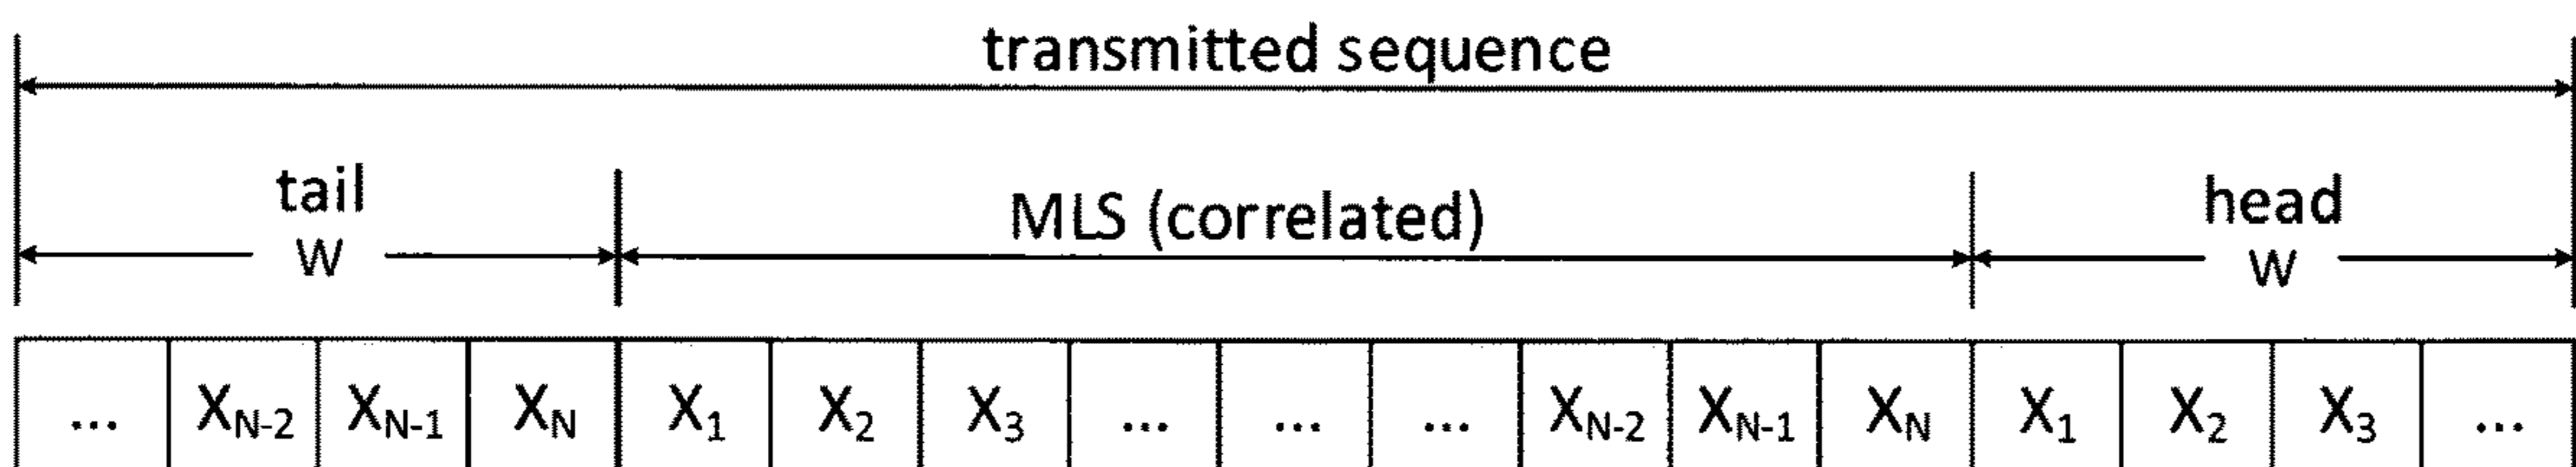 transmitted sequence
tail
W
MLS (correlated)
head
W
... X_{N-2} X_{N-1} X_N X_1 X_2 X_3 ... ... ... X_{N-2} X_{N-1} X_N X_1 X_2 X_3 ...